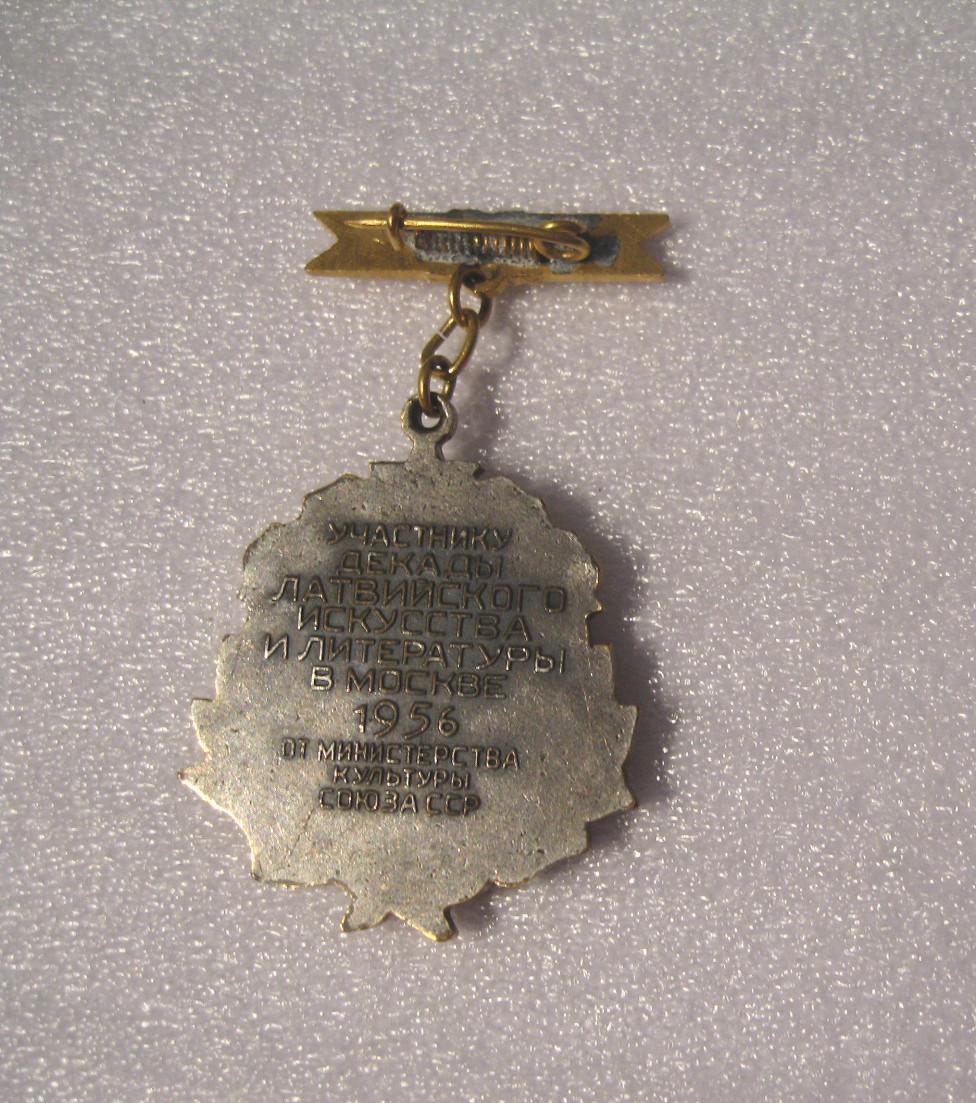 УЧАСТНИКУ
ДЕКАДЫ
ЛАТВИЙСКОГО
ИСКУССТВА
И ЛИТЕРАТУРЫ
В МОСКВЕ
1956
ОТ МИНИСТЕРСТВА
КУЛЬТУРЫ
СОЮЗА ССР